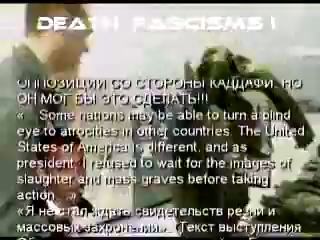 DEATH FASCISMS!
ОППОЗИЦИИ СО СТОРОНЫ КАДДАФИ. НО
ОН МОГ БЫ ЭТО СДЕЛАТЬ!!!
« Some nations may be able to turn a blind
eye to atrocities in other countries. The United
States of America is different, and as
president, I refused to wait for the images of
slaughter and mass graves before taking
action. »
«Я не стал ждать свидетельств резни и
массовых захоронений». (Текст выступления